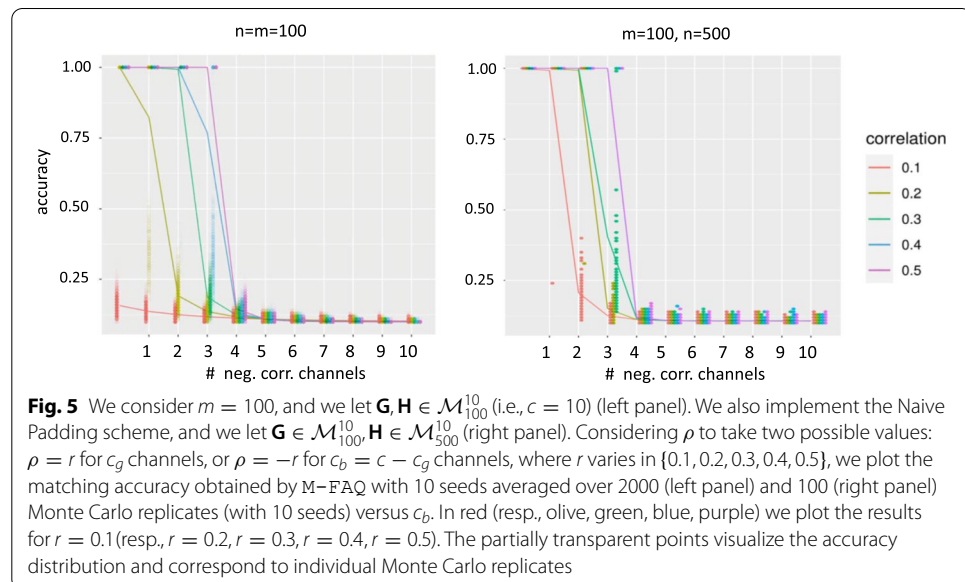 n=m=100
m=100, n=500
1.00
0.75
0.50
0.25
accuracy
1 2 3 4 5 6 7 8 9 10
# neg. corr. channels
1.00
0.75
0.50
0.25
1 2 3 4 5 6 7 8 9 10
# neg. corr. channels
correlation
0.1
0.2
0.3
0.4
0.5
Fig. 5 We consider m = 100, and we let G, H ∈ ℳ₁₀₀¹⁰ (i.e., c = 10) (left panel). We also implement the Naive
Padding scheme, and we let G ∈ ℳ₁₀₀¹⁰, H ∈ ℳ₅₀₀¹⁰ (right panel). Considering ρ to take two possible values:
ρ = r for c_g channels, or ρ = −r for c_b = c − c_g channels, where r varies in {0.1, 0.2, 0.3, 0.4, 0.5}, we plot the
matching accuracy obtained by M-FAQ with 10 seeds averaged over 2000 (left panel) and 100 (right panel)
Monte Carlo replicates (with 10 seeds) versus c_b. In red (resp., olive, green, blue, purple) we plot the results
for r = 0.1(resp., r = 0.2, r = 0.3, r = 0.4, r = 0.5). The partially transparent points visualize the accuracy
distribution and correspond to individual Monte Carlo replicates